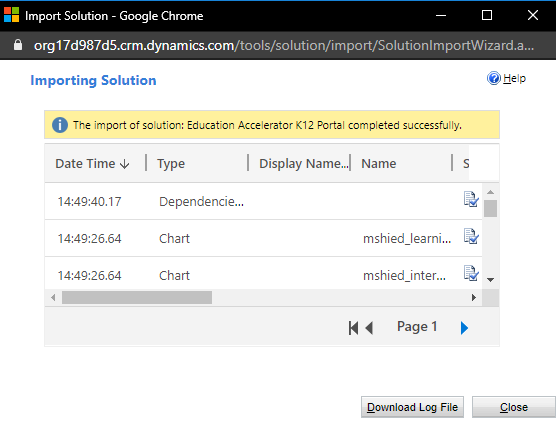 Import Solution - Google Chrome
org17d987d5.crm.dynamics.com/tools/solution/import/SolutionImportWizard.a...
Importing Solution
Help
The import of solution: Education Accelerator K12 Portal completed successfully.
Date Time Type Display Name... Name S
14:49:40.17 Dependencie...
14:49:26.64 Chart mshied_learni...
14:49:26.64 Chart mshied_inter...
Page 1
Download Log File Close